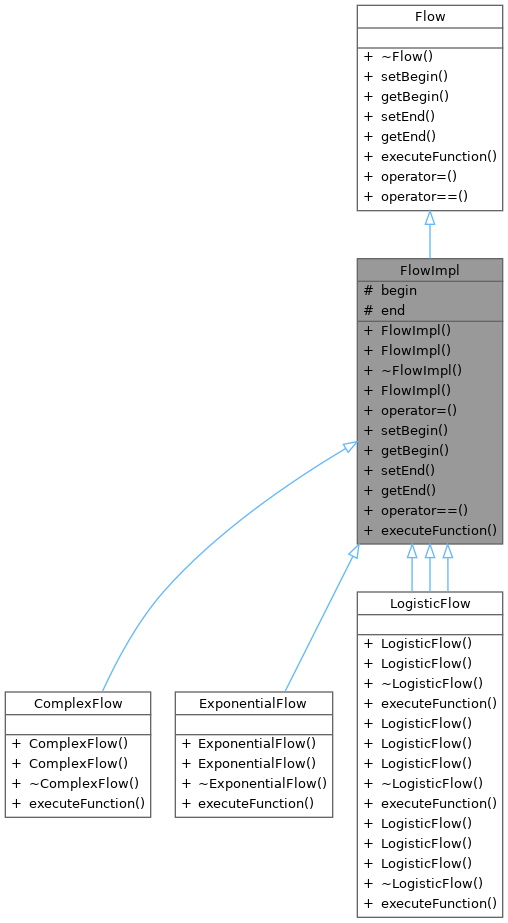 Flow
+ ~Flow()
+ setBegin()
+ getBegin()
+ setEnd()
+ getEnd()
+ executeFunction()
+ operator=()
+ operator==()
FlowImpl
# begin
# end
+ FlowImpl()
+ FlowImpl()
+ ~FlowImpl()
+ FlowImpl()
+ operator=()
+ setBegin()
+ getBegin()
+ setEnd()
+ getEnd()
+ operator==()
+ executeFunction()
ComplexFlow
+ ComplexFlow()
+ ComplexFlow()
+ ~ComplexFlow()
+ executeFunction()
ExponentialFlow
+ ExponentialFlow()
+ ExponentialFlow()
+ ~ExponentialFlow()
+ executeFunction()
LogisticFlow
+ LogisticFlow()
+ LogisticFlow()
+ ~LogisticFlow()
+ executeFunction()
+ LogisticFlow()
+ LogisticFlow()
+ LogisticFlow()
+ ~LogisticFlow()
+ executeFunction()
+ LogisticFlow()
+ LogisticFlow()
+ LogisticFlow()
+ ~LogisticFlow()
+ executeFunction()